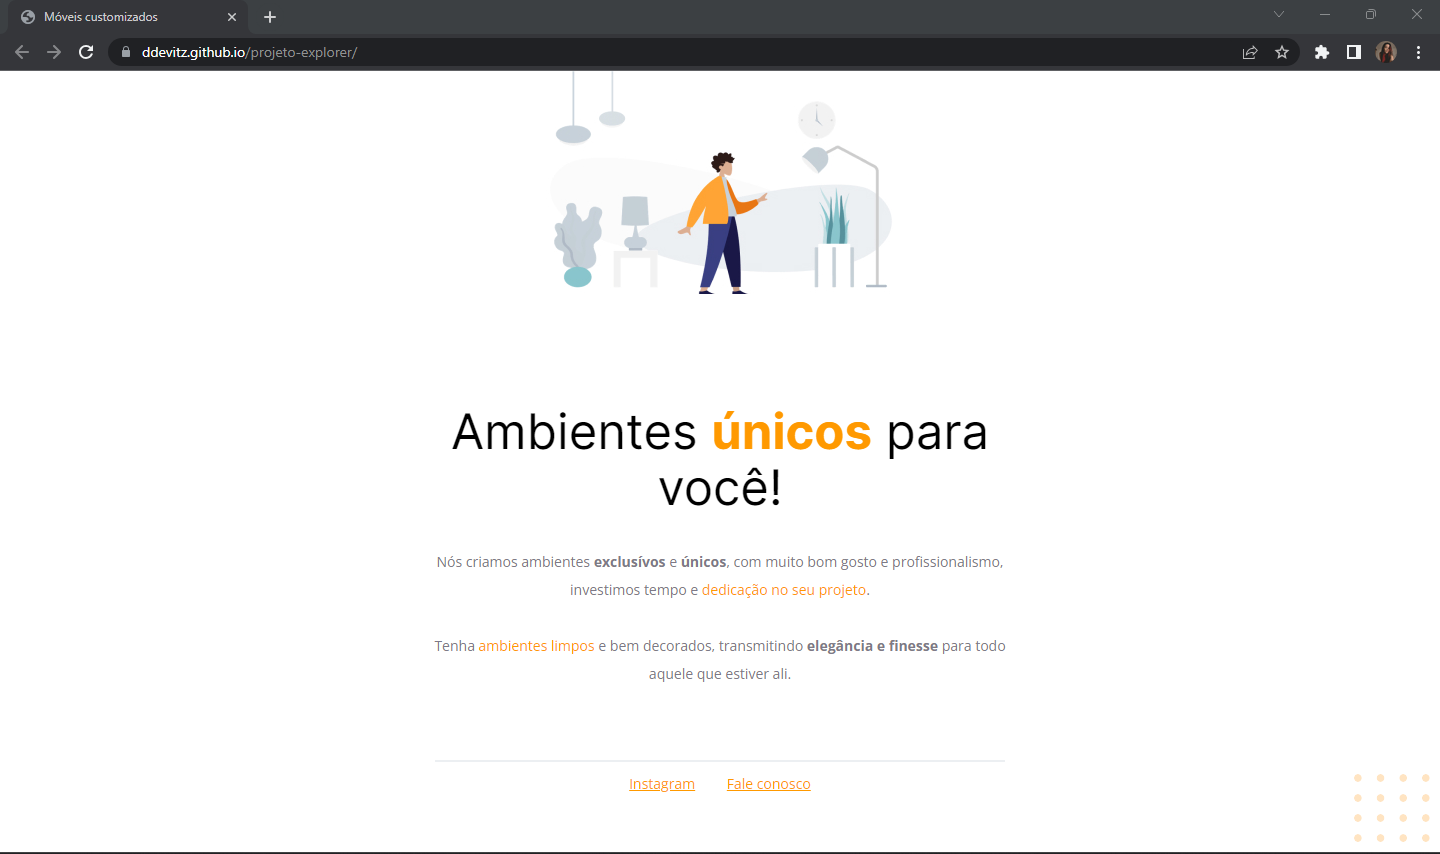 Móveis customizados
ddevitz.github.io/projeto-explorer/
Ambientes únicos para
você!
Nós criamos ambientes exclusívos e únicos, com muito bom gosto e profissionalismo,
investimos tempo e dedicação no seu projeto.
Tenha ambientes limpos e bem decorados, transmitindo elegância e finesse para todo
aquele que estiver ali.
Instagram Fale conosco